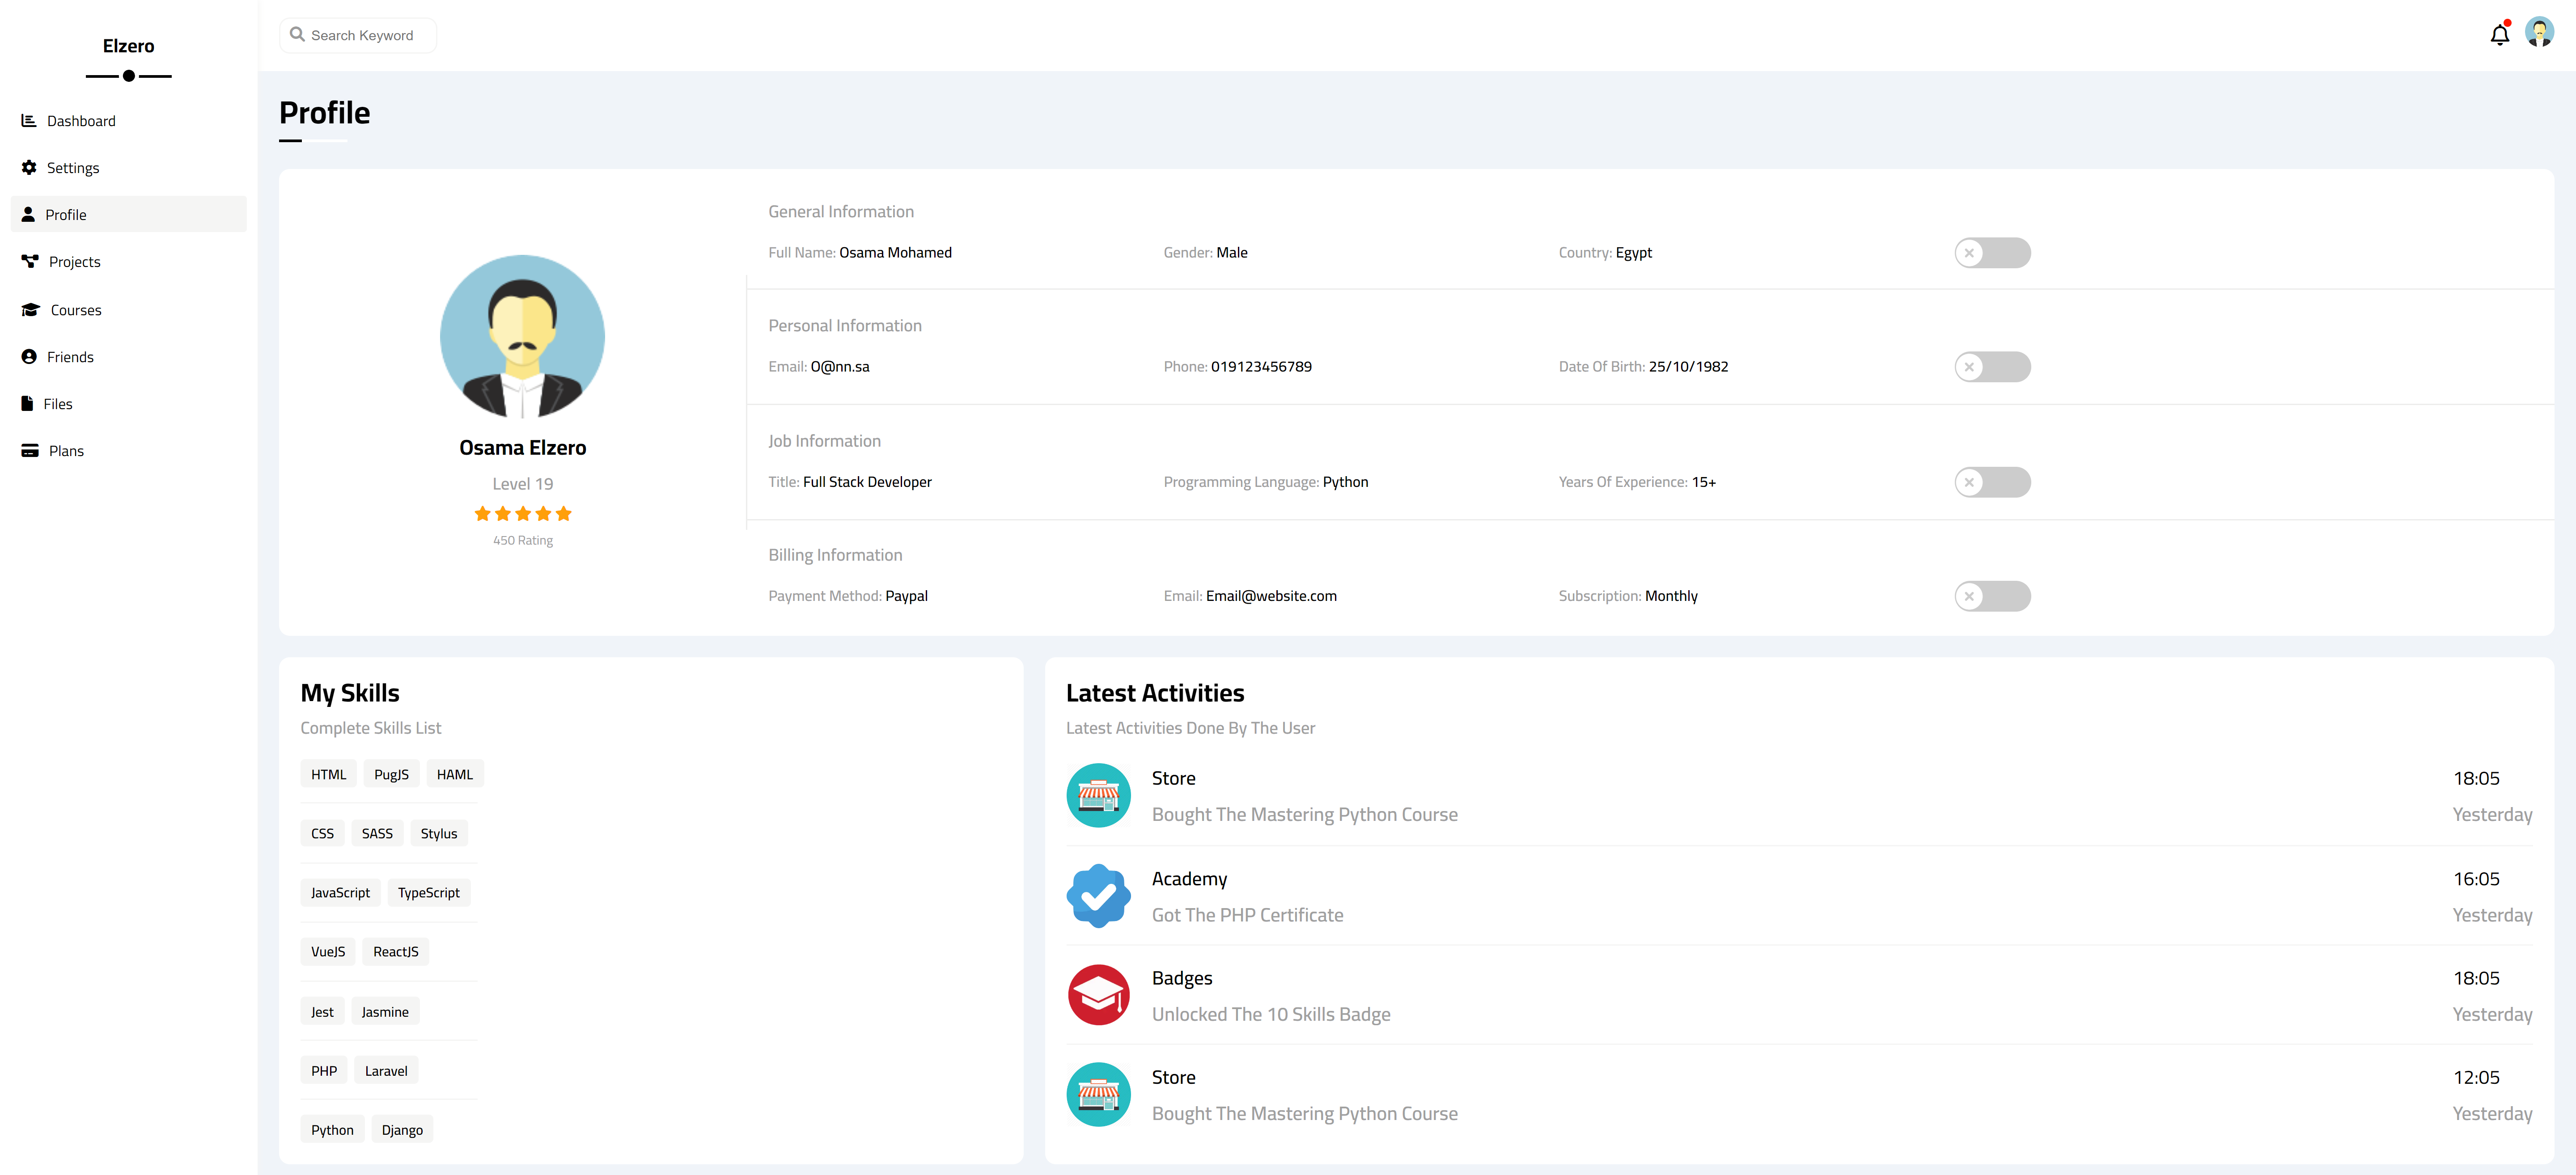 Elzero
Dashboard
Settings
Profile
Projects
Courses
Friends
Files
Plans
Search Keyword
Profile
Osama Elzero
Level 19
450 Rating
General Information
Full Name: Osama Mohamed Gender: Male Country: Egypt
Personal Information
Email: O@nn.sa Phone: 019123456789 Date Of Birth: 25/10/1982
Job Information
Title: Full Stack Developer Programming Language: Python Years Of Experience: 15+
Billing Information
Payment Method: Paypal Email: Email@website.com Subscription: Monthly
My Skills
Complete Skills List
HTML PugJS HAML
CSS SASS Stylus
JavaScript TypeScript
VueJS ReactJS
Jest Jasmine
PHP Laravel
Python Django
Latest Activities
Latest Activities Done By The User
Store 18:05
Bought The Mastering Python Course Yesterday
Academy 16:05
Got The PHP Certificate Yesterday
Badges 18:05
Unlocked The 10 Skills Badge Yesterday
Store 12:05
Bought The Mastering Python Course Yesterday